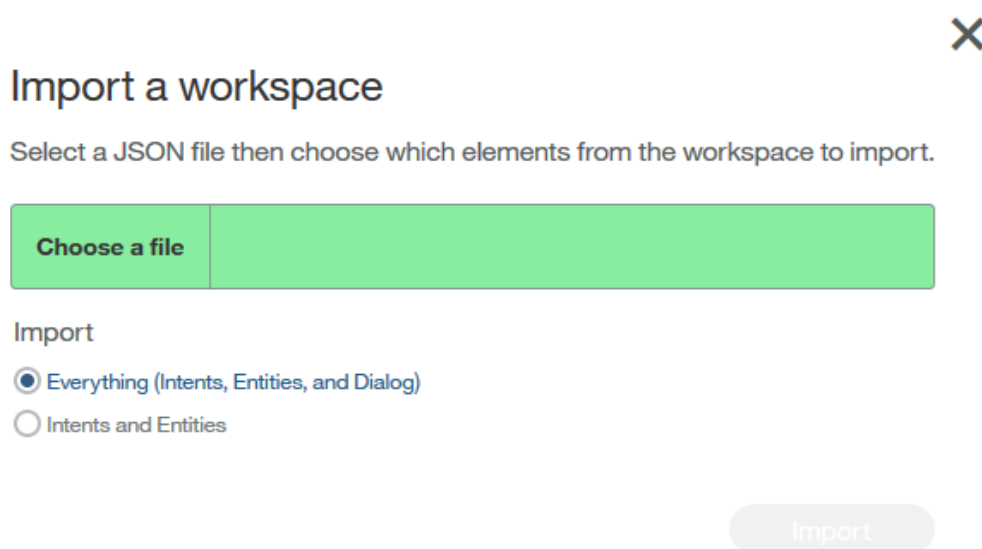 Import a workspace
Select a JSON file then choose which elements from the workspace to import.
Choose a file
Import
Everything (Intents, Entities, and Dialog)
Intents and Entities
Import